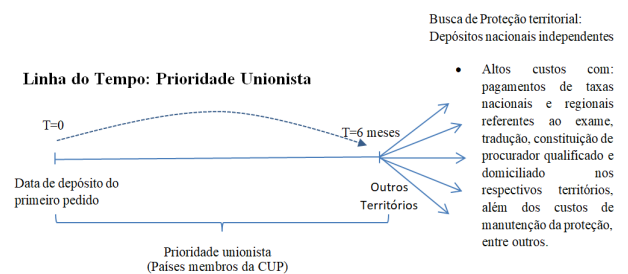 Busca de Proteção territorial:
Depósitos nacionais independentes
Linha do Tempo: Prioridade Unionista
• Altos custos com:
pagamentos de taxas
nacionais e regionais
referentes ao exame,
tradução, constituição de
procurador qualificado e
domiciliado nos
respectivos territórios,
além dos custos de
manutenção da proteção,
entre outros.
T=0
T=6 meses
Data de depósito do
primeiro pedido
Outros
Territórios
Prioridade unionista
(Países membros da CUP)